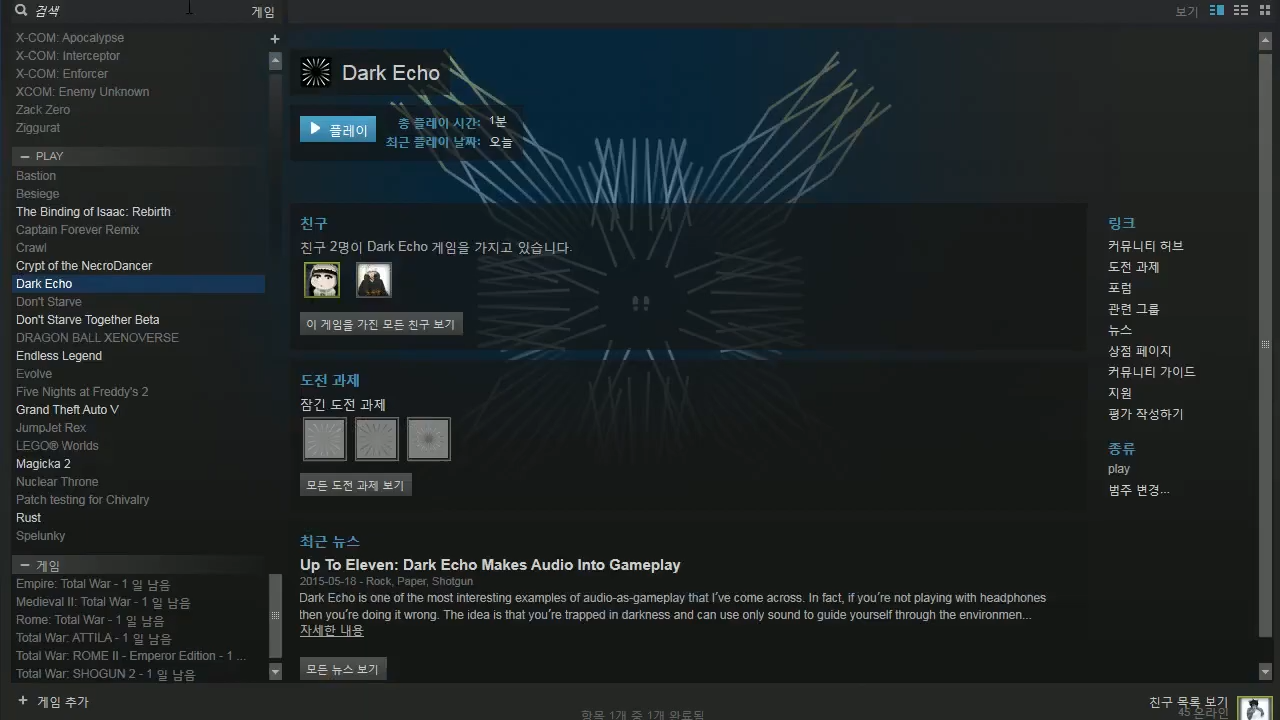 검색
게임
보기
X-COM: Apocalypse
X-COM: Interceptor
X-COM: Enforcer
XCOM: Enemy Unknown
Zack Zero
Ziggurat
PLAY
Bastion
Besiege
The Binding of Isaac: Rebirth
Captain Forever Remix
Crawl
Crypt of the NecroDancer
Dark Echo
Don't Starve
Don't Starve Together Beta
DRAGON BALL XENOVERSE
Endless Legend
Evolve
Five Nights at Freddy's 2
Grand Theft Auto V
JumpJet Rex
LEGO® Worlds
Magicka 2
Nuclear Throne
Patch testing for Chivalry
Rust
Spelunky
게임
Empire: Total War - 1 일 남음
Medieval II: Total War - 1 일 남음
Rome: Total War - 1 일 남음
Total War: ATTILA - 1 일 남음
Total War: ROME II - Emperor Edition - 1 ...
Total War: SHOGUN 2 - 1 일 남음
게임 추가
Dark Echo
플레이
총 플레이 시간: 1분
최근 플레이 날짜: 오늘
친구
친구 2명이 Dark Echo 게임을 가지고 있습니다.
이 게임을 가진 모든 친구 보기
도전 과제
잠긴 도전 과제
모든 도전 과제 보기
최근 뉴스
Up To Eleven: Dark Echo Makes Audio Into Gameplay
2015-05-18 - Rock, Paper, Shotgun
Dark Echo is one of the most interesting examples of audio-as-gameplay that I've come across. In fact, if you're not playing with headphones
then you're doing it wrong. The idea is that you're trapped in darkness and can use only sound to guide yourself through the environmen...
자세한 내용
모든 뉴스 보기
링크
커뮤니티 허브
도전 과제
포럼
관련 그룹
뉴스
상점 페이지
커뮤니티 가이드
지원
평가 작성하기
종류
play
범주 변경...
항목 1개 중 1개 완료됨
친구 목록 보기
45 온라인